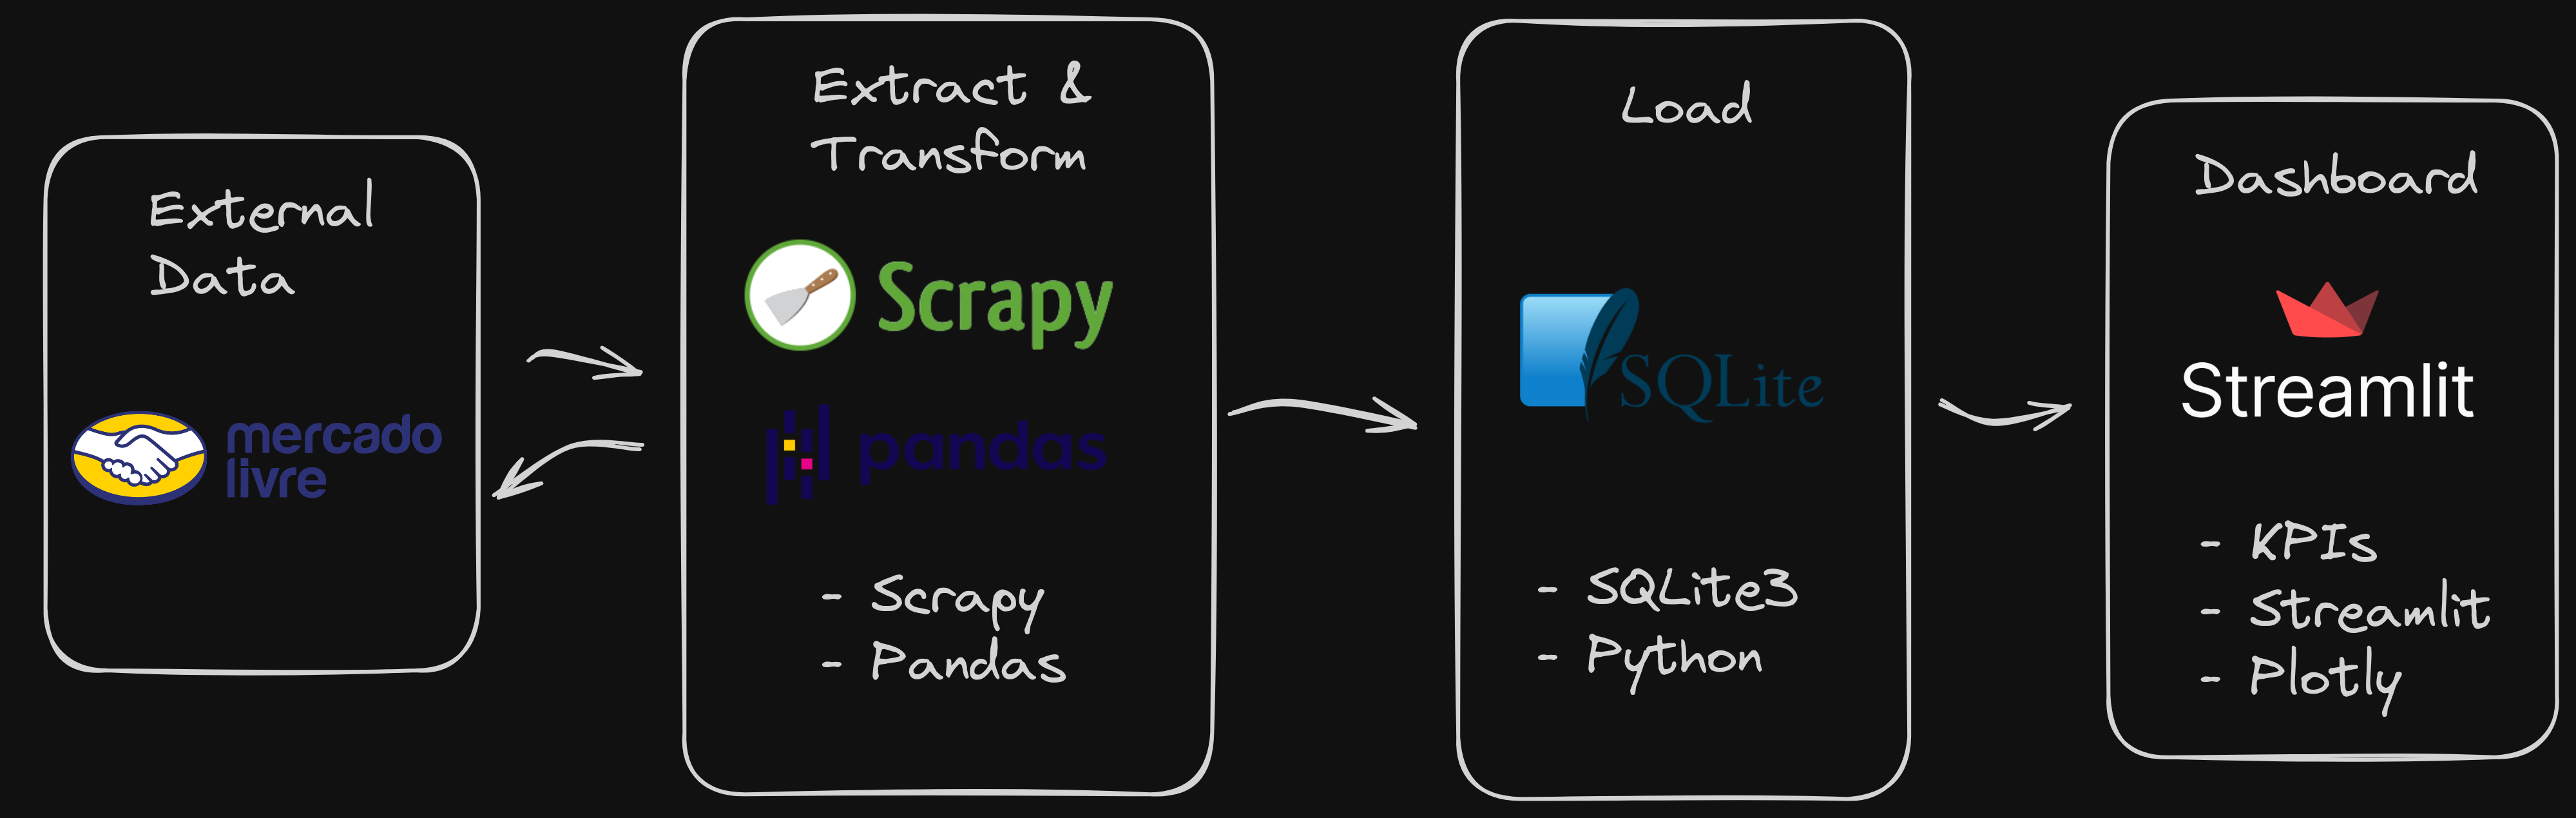 External
Data
mercado
livre
Extract &
Transform
Scrapy
pandas
- Scrapy
- Pandas
Load
SQLite
- SQLite3
- Python
Dashboard
Streamlit
- KPIs
- Streamlit
- Plotly